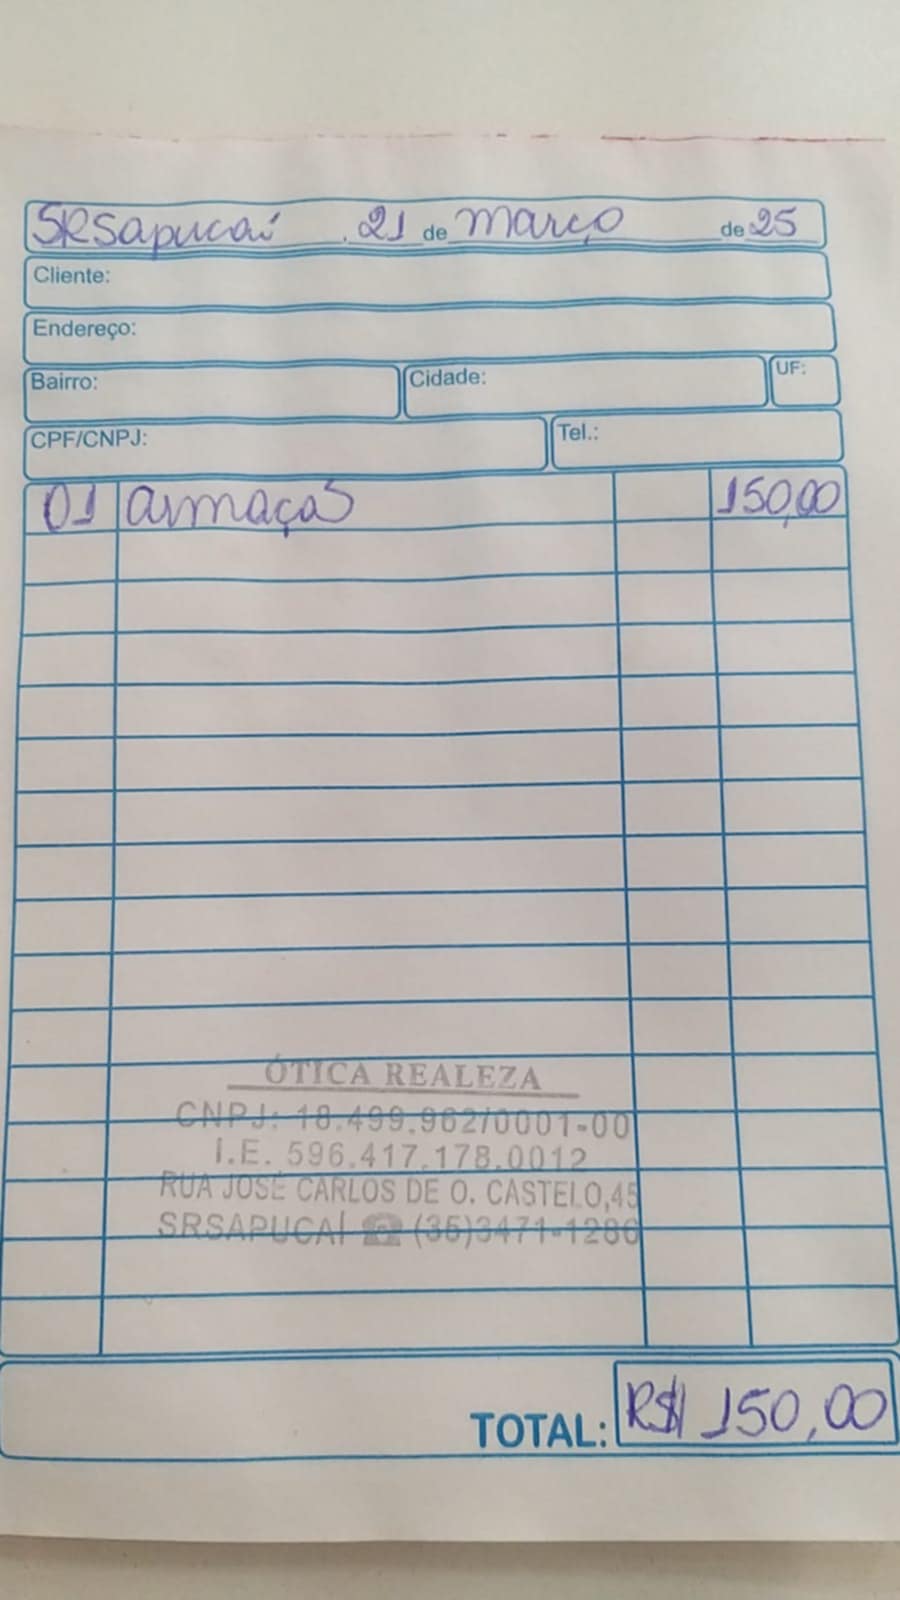 SRSapucaí . 21 de março de 25
Cliente:
Endereço:
Bairro: Cidade: UF:
CPF/CNPJ: Tel.:
01 armação 150,00
ÓTICA REALEZA
CNPJ: 18.499.962/0001-00
I.E. 596.417.178.0012
RUA JOSÉ CARLOS DE O. CASTELO,45
SRSAPUCAÍ ☎ (35)3471-1286
TOTAL: R$ 150,00